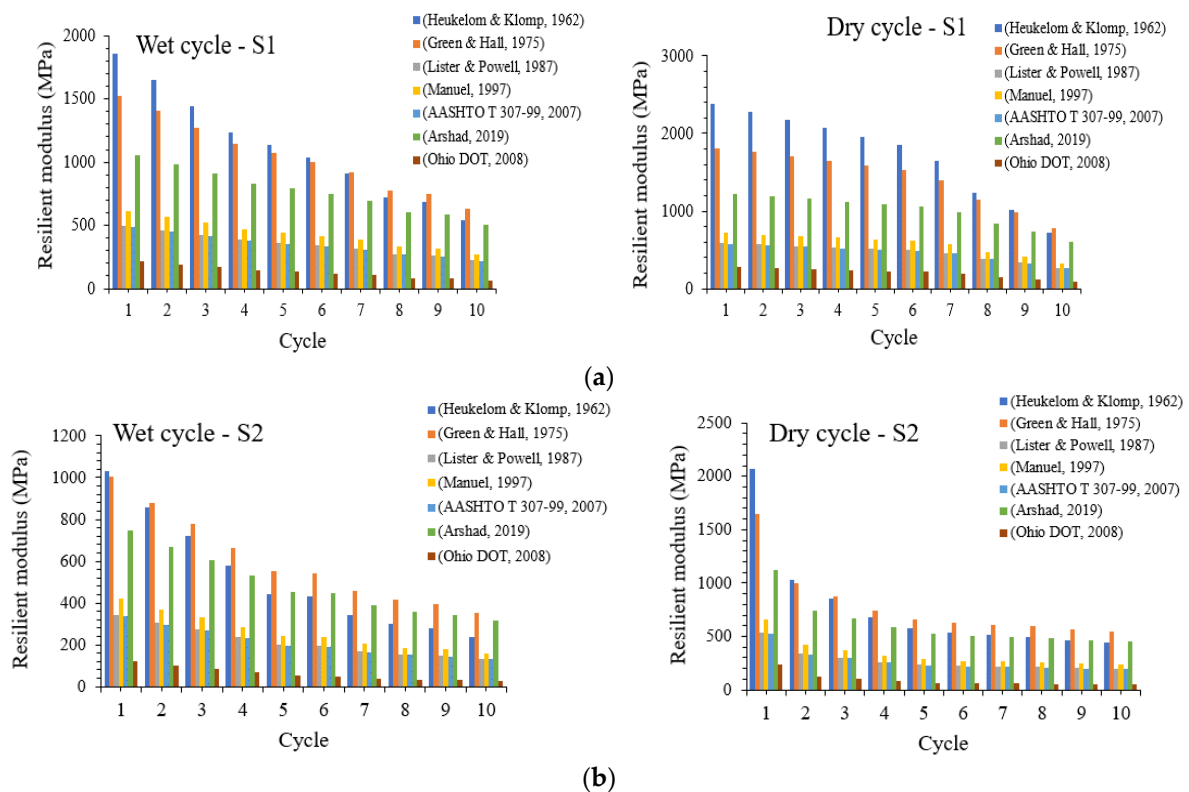 Wet cycle - S1
Resilient modulus (MPa)
2000
1500
1000
500
0
1 2 3 4 5 6 7 8 9 10
Cycle
(Heukelom & Klomp, 1962)
(Green & Hall, 1975)
(Lister & Powell, 1987)
(Manuel, 1997)
(AASHTO T 307-99, 2007)
(Arshad, 2019)
(Ohio DOT, 2008)
Dry cycle - S1
Resilient modulus (MPa)
3000
2000
1000
0
1 2 3 4 5 6 7 8 9 10
Cycle
(Heukelom & Klomp, 1962)
(Green & Hall, 1975)
(Lister & Powell, 1987)
(Manuel, 1997)
(AASHTO T 307-99, 2007)
(Arshad, 2019)
(Ohio DOT, 2008)
(a)
Wet cycle - S2
Resilient modulus (MPa)
1200
1000
800
600
400
200
0
1 2 3 4 5 6 7 8 9 10
Cycle
(Heukelom & Klomp, 1962)
(Green & Hall, 1975)
(Lister & Powell, 1987)
(Manuel, 1997)
(AASHTO T 307-99, 2007)
(Arshad, 2019)
(Ohio DOT, 2008)
Dry cycle - S2
Resilient modulus (MPa)
2500
2000
1500
1000
500
0
1 2 3 4 5 6 7 8 9 10
Cycle
(Heukelom & Klomp, 1962)
(Green & Hall, 1975)
(Lister & Powell, 1987)
(Manuel, 1997)
(AASHTO T 307-99, 2007)
(Arshad, 2019)
(Ohio DOT, 2008)
(b)